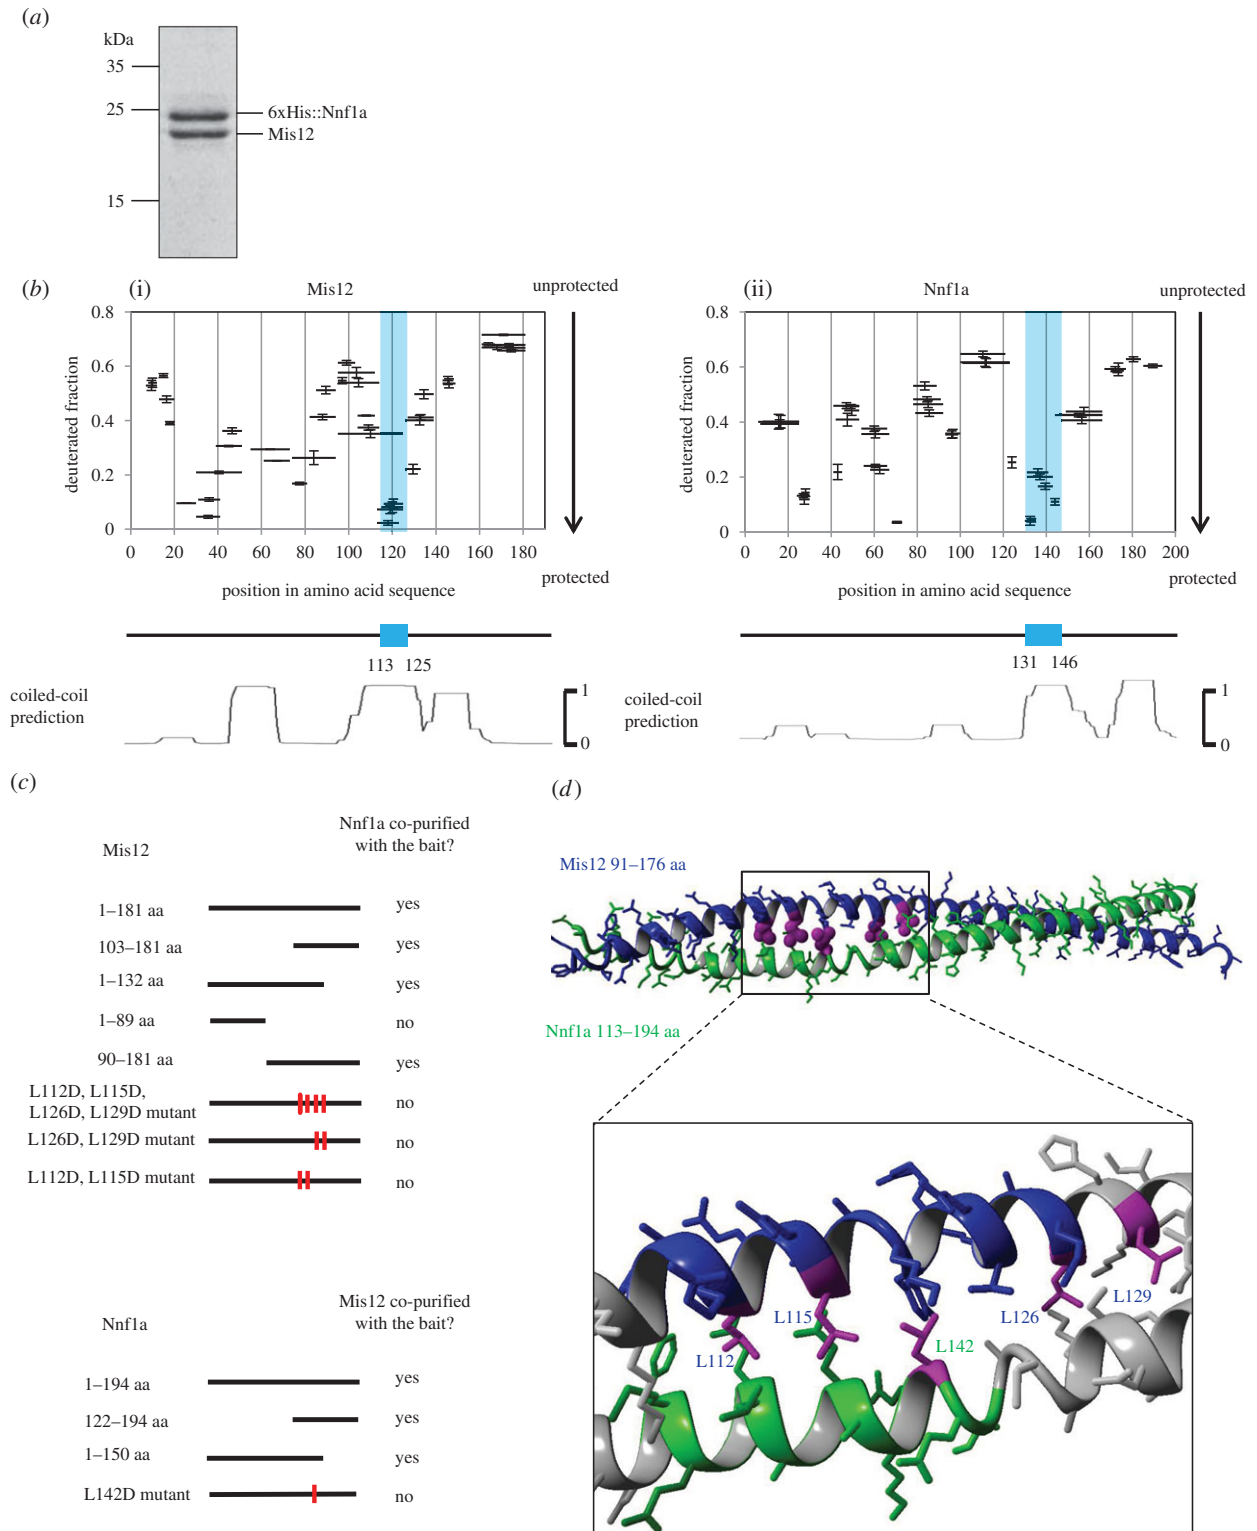 (a)
kDa
35
25
15
6xHis::Nnf1a
Mis12
(b)
(i)
Mis12
unprotected
deuterated fraction
0.8
0.6
0.4
0.2
0
0 20 40 60 80 100 120 140 160 180
position in amino acid sequence
protected
113 125
coiled-coil
prediction
1
0
(ii)
Nnf1a
unprotected
deuterated fraction
0.8
0.6
0.4
0.2
0
0 20 40 60 80 100 120 140 160 180 200
position in amino acid sequence
protected
131 146
coiled-coil
prediction
1
0
(c)
Mis12
Nnf1a co-purified
with the bait?
1–181 aa yes
103–181 aa yes
1–132 aa yes
1–89 aa no
90–181 aa yes
L112D, L115D,
L126D, L129D mutant no
L126D, L129D mutant no
L112D, L115D mutant no
Nnf1a
Mis12 co-purified
with the bait?
1–194 aa yes
122–194 aa yes
1–150 aa yes
L142D mutant no
(d)
Mis12 91–176 aa
Nnf1a 113–194 aa
L112
L115
L142
L126
L129